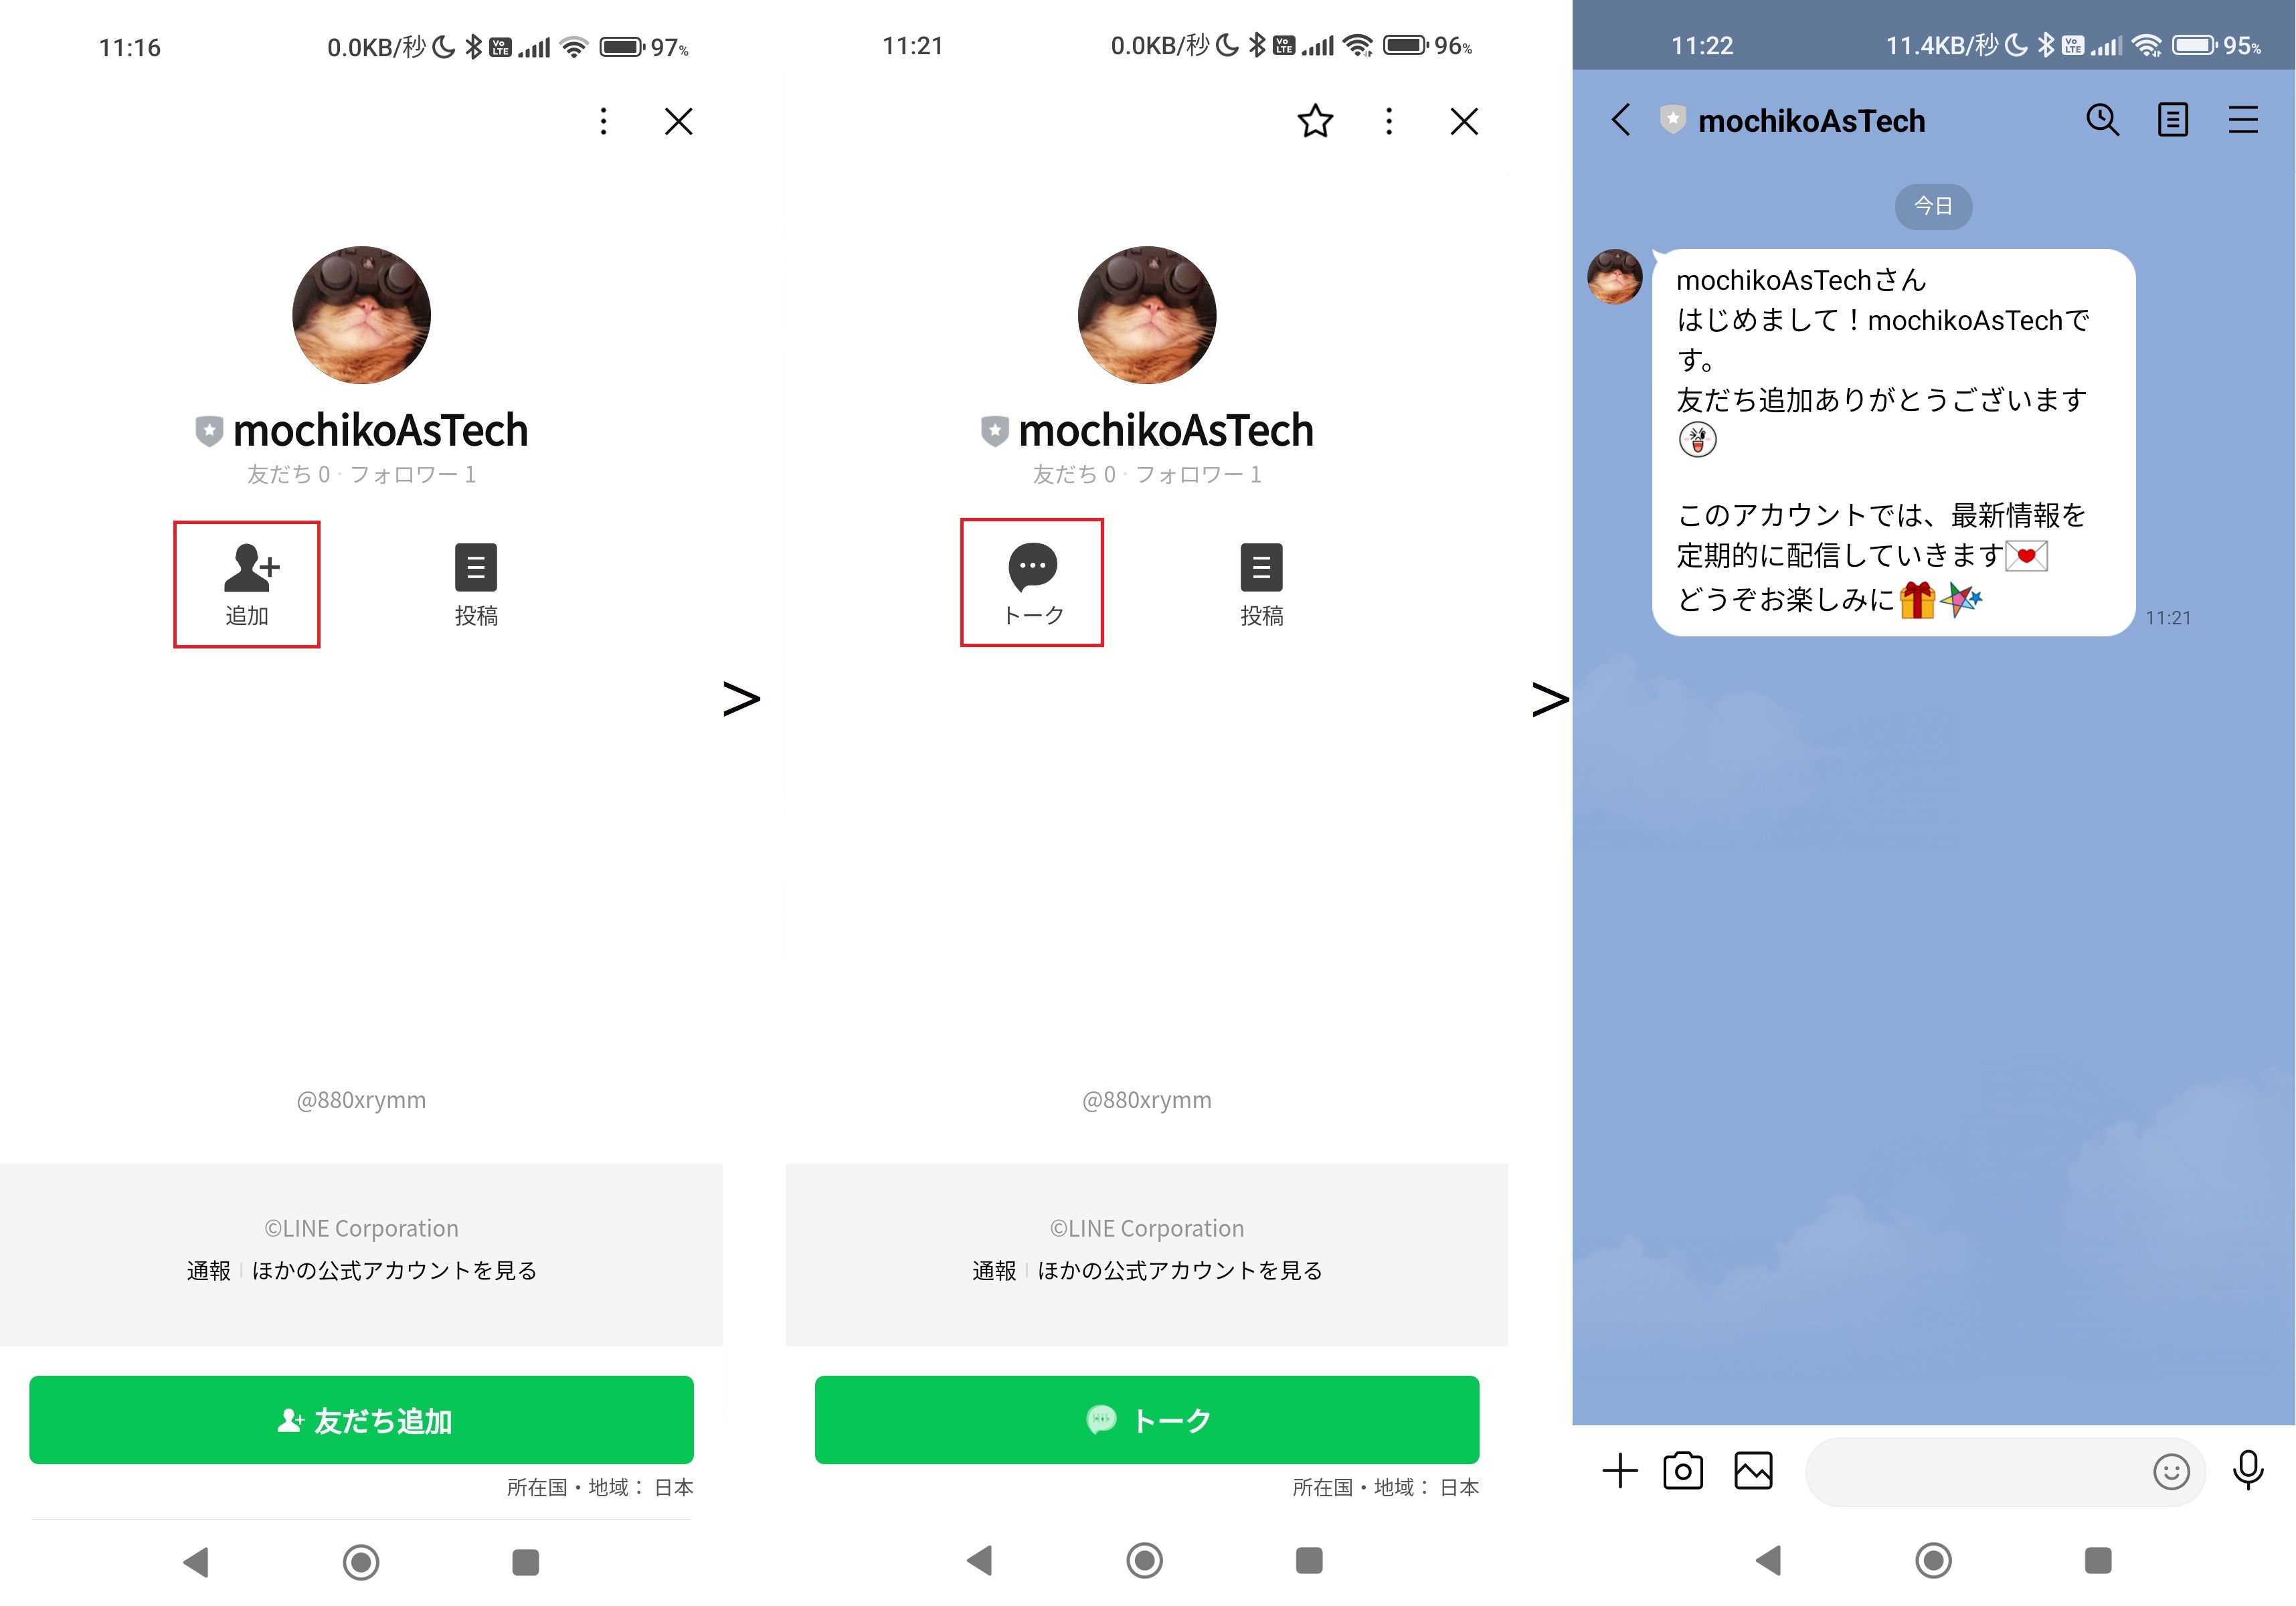 11:16
0.0KB/秒 Vo LTE 97%
mochikoAsTech
友だち 0・フォロワー 1
追加
投稿
@880xrymm
©LINE Corporation
通報 | ほかの公式アカウントを見る
友だち追加
所在国・地域： 日本
>
11:21
0.0KB/秒 Vo LTE 96%
mochikoAsTech
友だち 0・フォロワー 1
トーク
投稿
@880xrymm
©LINE Corporation
通報 | ほかの公式アカウントを見る
トーク
所在国・地域： 日本
>
11:22
11.4KB/秒 Vo LTE 95%
mochikoAsTech
今日
mochikoAsTechさん
はじめまして！mochikoAsTechで
す。
友だち追加ありがとうございます
このアカウントでは、最新情報を
定期的に配信していきます
どうぞお楽しみに
11:21